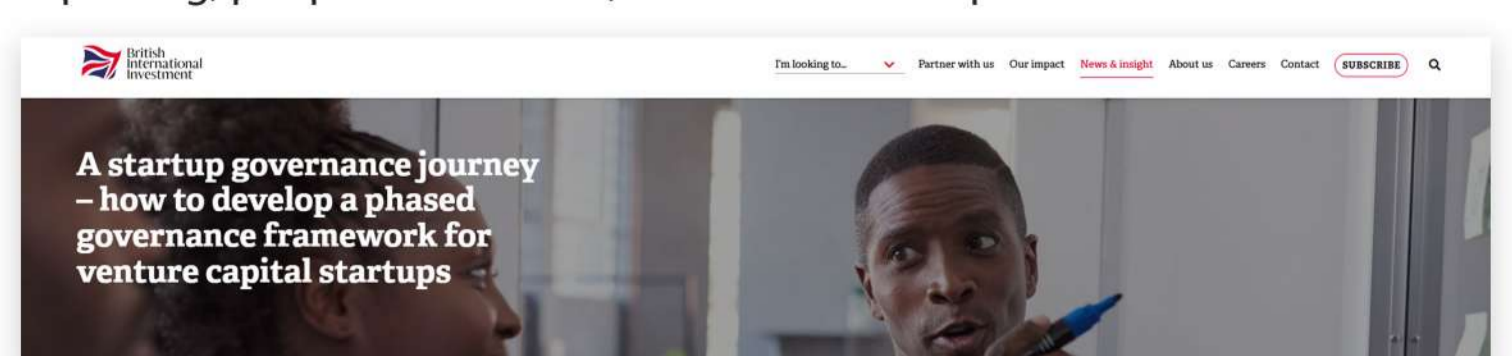 British
International
Investment
I'm looking to... Partner with us Our impact News & insight About us Careers Contact SUBSCRIBE
A startup governance journey
– how to develop a phased
governance framework for
venture capital startups